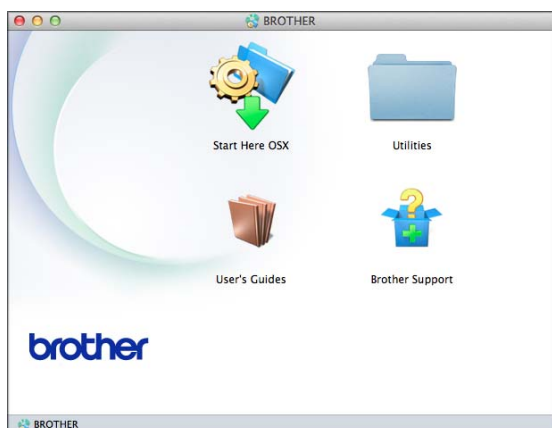 BROTHER
Start Here OSX
Utilities
User's Guides
Brother Support
brother
BROTHER